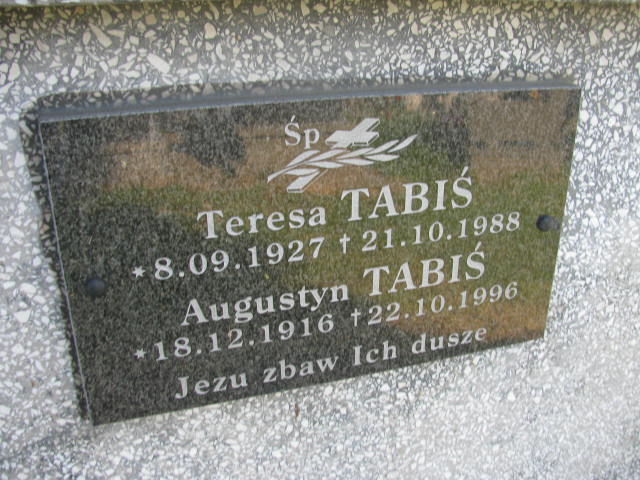 Śp
Teresa TABIŚ
*8.09.1927 †21.10.1988
Augustyn TABIŚ
*18.12.1916 †22.10.1996
Jezu zbaw Ich dusze